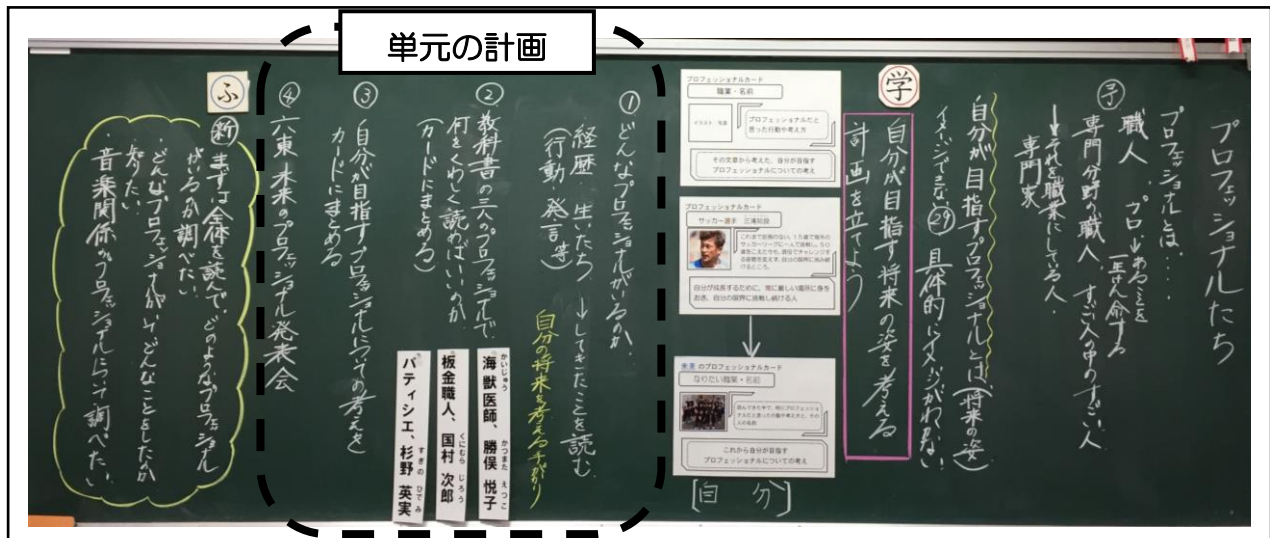 単元の計画
プロフェッショナルたち
プロフェッショナルとは・・・
職人 プロ
あることを
一生けん命する
予
専門分野の職人 すごい人の中のすごい人
→それを職業にしている人
専門家
自分が目指すプロフェッショナルとは(将来の姿)
イメージできない 29 具体的にイメージがわかない
学
自分が目指す将来の姿を考える
計画を立てよう
プロフェッショナルカード
職業・名前
イラスト・写真
プロフェッショナルだと
思った行動や考え方
その文章から考えた、自分が目指す
プロフェッショナルについての考え
プロフェッショナルカード
サッカー選手 三浦知良
自分が成長するために、常に厳しい場所に身を
おき、自分の限界に挑戦し続ける人
未来のプロフェッショナルカード
なりたい職業・名前
これから自分が目指す
プロフェッショナルについての考え
[自分]
① どんなプロフェッショナルがいるか
経歴・生いたち →してきたことを読む
(行動・発言等)
自分の将来を考える手がかり
② 教科書の三人のプロフェッショナルで
何をくわしく読めばいいのか
(カードにまとめる)
海獣医師、勝俣 悦子
かいじゅう かつまた えつこ
板金職人、国村 次郎
くにむら じろう
パティシエ、杉野 英実
すぎの ひでみ
③ 自分が目指すプロフェッショナルについての考えを
カードにまとめる
④ 六東 未来のプロフェッショナル発表会
ふ
新 まずは全体を読んで、どのようなプロフェッショナル
がいるか調べたい
・どんなプロフェッショナルがいて、どんなことをしたか
知りたい
・音楽関係のプロフェッショナルについて調べたい